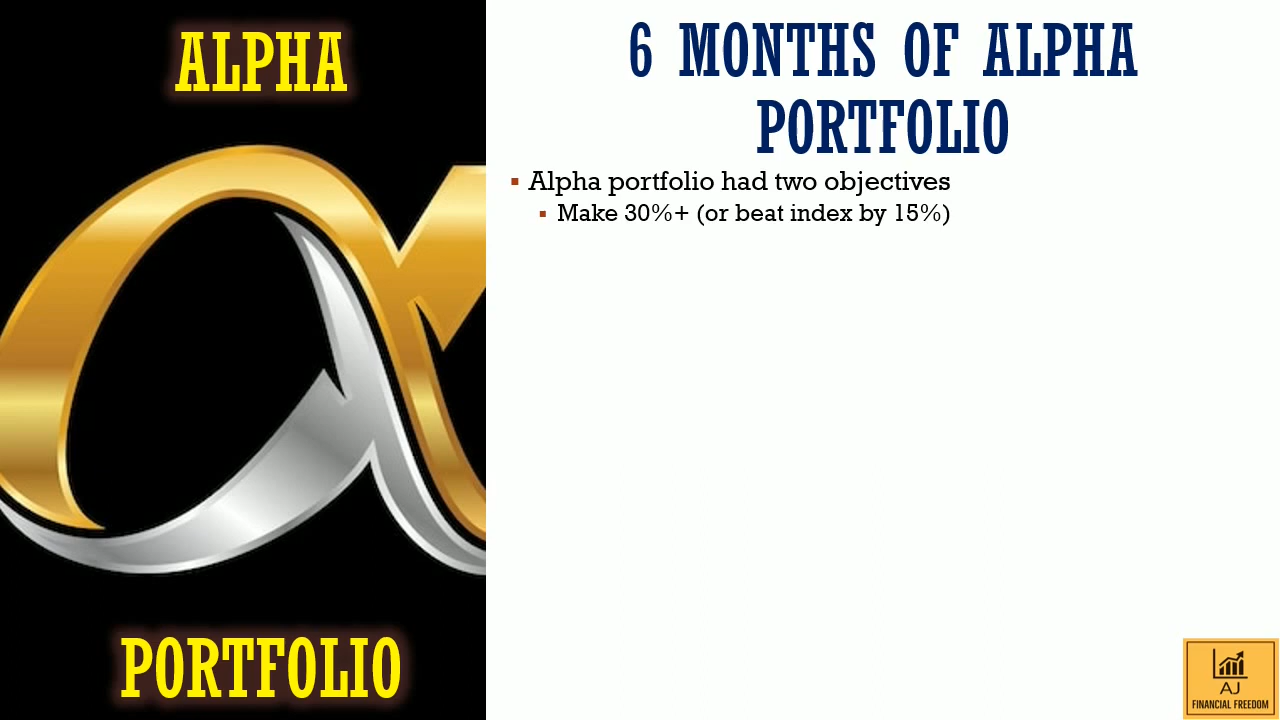 ALPHA
PORTFOLIO
6 MONTHS OF ALPHA
PORTFOLIO
▪ Alpha portfolio had two objectives
▪ Make 30%+ (or beat index by 15%)
AJ
FINANCIAL FREEDOM